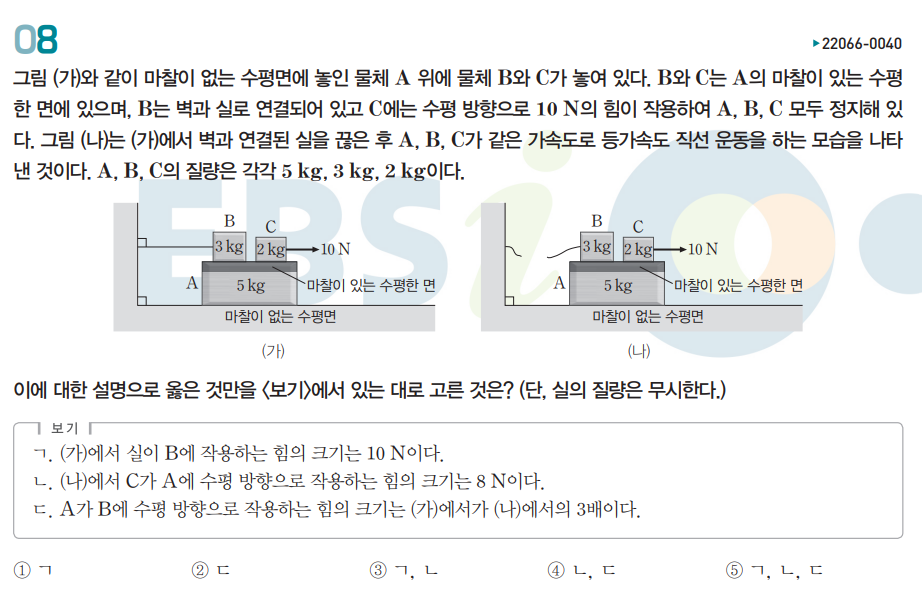 08
▶22066-0040
그림 (가)와 같이 마찰이 없는 수평면에 놓인 물체 A 위에 물체 B와 C가 놓여 있다. B와 C는 A의 마찰이 있는 수평
한 면에 있으며, B는 벽과 실로 연결되어 있고 C에는 수평 방향으로 10 N의 힘이 작용하여 A, B, C 모두 정지해 있
다. 그림 (나)는 (가)에서 벽과 연결된 실을 끊은 후 A, B, C가 같은 가속도로 등가속도 직선 운동을 하는 모습을 나타
낸 것이다. A, B, C의 질량은 각각 5 kg, 3 kg, 2 kg이다.
EBSi
B
C
3 kg
2 kg
10 N
A
5 kg
마찰이 있는 수평한 면
마찰이 없는 수평면
(가)
B
C
3 kg
2 kg
10 N
A
5 kg
마찰이 있는 수평한 면
마찰이 없는 수평면
(나)
이에 대한 설명으로 옳은 것만을 〈보기〉에서 있는 대로 고른 것은? (단, 실의 질량은 무시한다.)
보기
ㄱ. (가)에서 실이 B에 작용하는 힘의 크기는 10 N이다.
ㄴ. (나)에서 C가 A에 수평 방향으로 작용하는 힘의 크기는 8 N이다.
ㄷ. A가 B에 수평 방향으로 작용하는 힘의 크기는 (가)에서가 (나)에서의 3배이다.
① ㄱ ② ㄷ ③ ㄱ, ㄴ ④ ㄴ, ㄷ ⑤ ㄱ, ㄴ, ㄷ